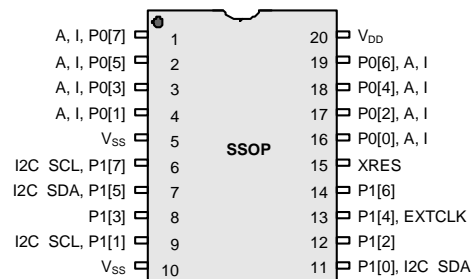 A, I, P0[7] 1 20 VDD
A, I, P0[5] 2 19 P0[6], A, I
A, I, P0[3] 3 18 P0[4], A, I
A, I, P0[1] 4 17 P0[2], A, I
VSS 5 16 P0[0], A, I
SSOP
I2C SCL, P1[7] 6 15 XRES
I2C SDA, P1[5] 7 14 P1[6]
P1[3] 8 13 P1[4], EXTCLK
I2C SCL, P1[1] 9 12 P1[2]
VSS 10 11 P1[0], I2C SDA